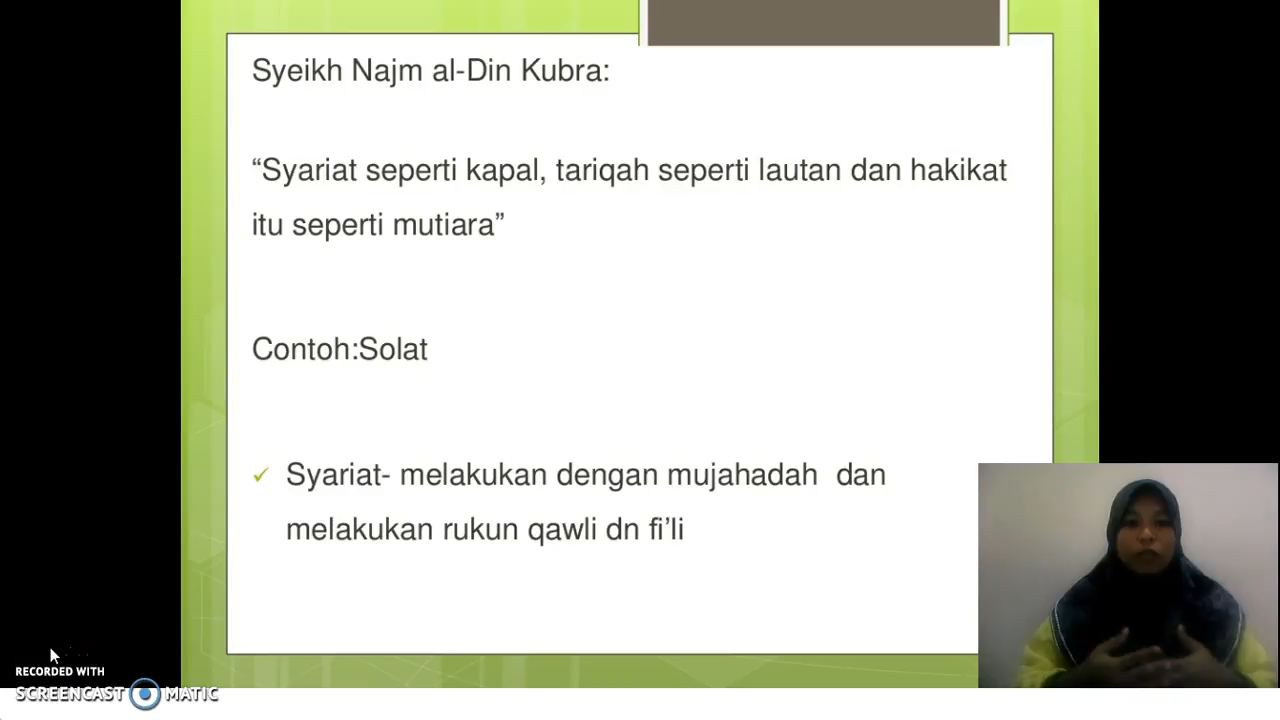 Syeikh Najm al-Din Kubra:
“Syariat seperti kapal, tariqah seperti lautan dan hakikat
itu seperti mutiara”
Contoh:Solat
✓ Syariat- melakukan dengan mujahadah  dan
melakukan rukun qawli dn fi’li
RECORDED WITH
SCREENCAST MATIC